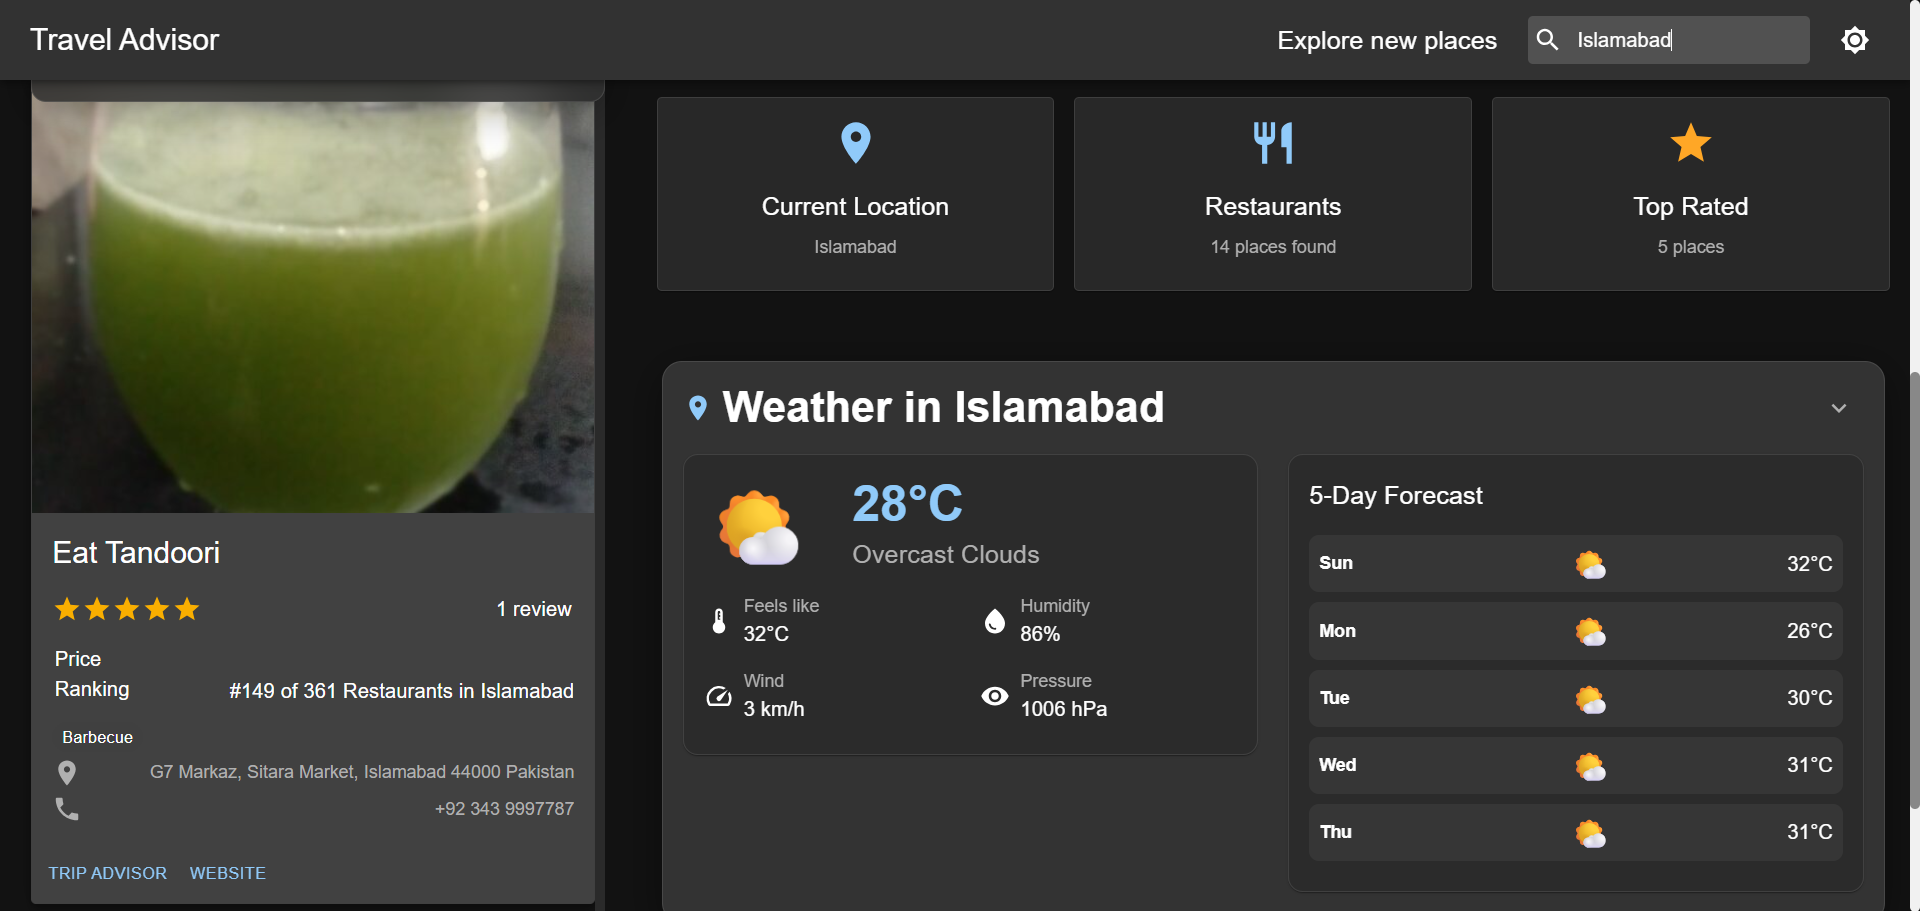 Travel Advisor
Explore new places
Islamabad
Eat Tandoori
1 review
Price
Ranking
#149 of 361 Restaurants in Islamabad
Barbecue
G7 Markaz, Sitara Market, Islamabad 44000 Pakistan
+92 343 9997787
TRIP ADVISOR WEBSITE
Current Location
Islamabad
Restaurants
14 places found
Top Rated
5 places
Weather in Islamabad
28°C
Overcast Clouds
Feels like
32°C
Humidity
86%
Wind
3 km/h
Pressure
1006 hPa
5-Day Forecast
Sun 32°C
Mon 26°C
Tue 30°C
Wed 31°C
Thu 31°C